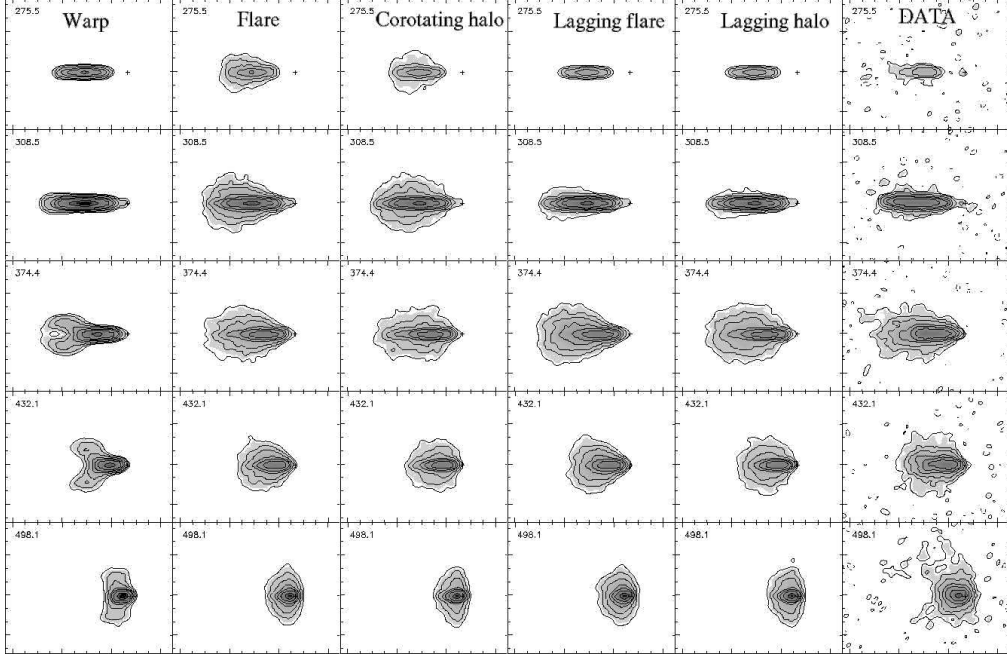 Warp Flare Corotating halo Lagging flare Lagging halo DATA
275.5 275.5 275.5 275.5 275.5 275.5
308.5 308.5 308.5 308.5 308.5 308.5
374.4 374.4 374.4 374.4 374.4 374.4
432.1 432.1 432.1 432.1 432.1 432.1
498.1 498.1 498.1 498.1 498.1 498.1